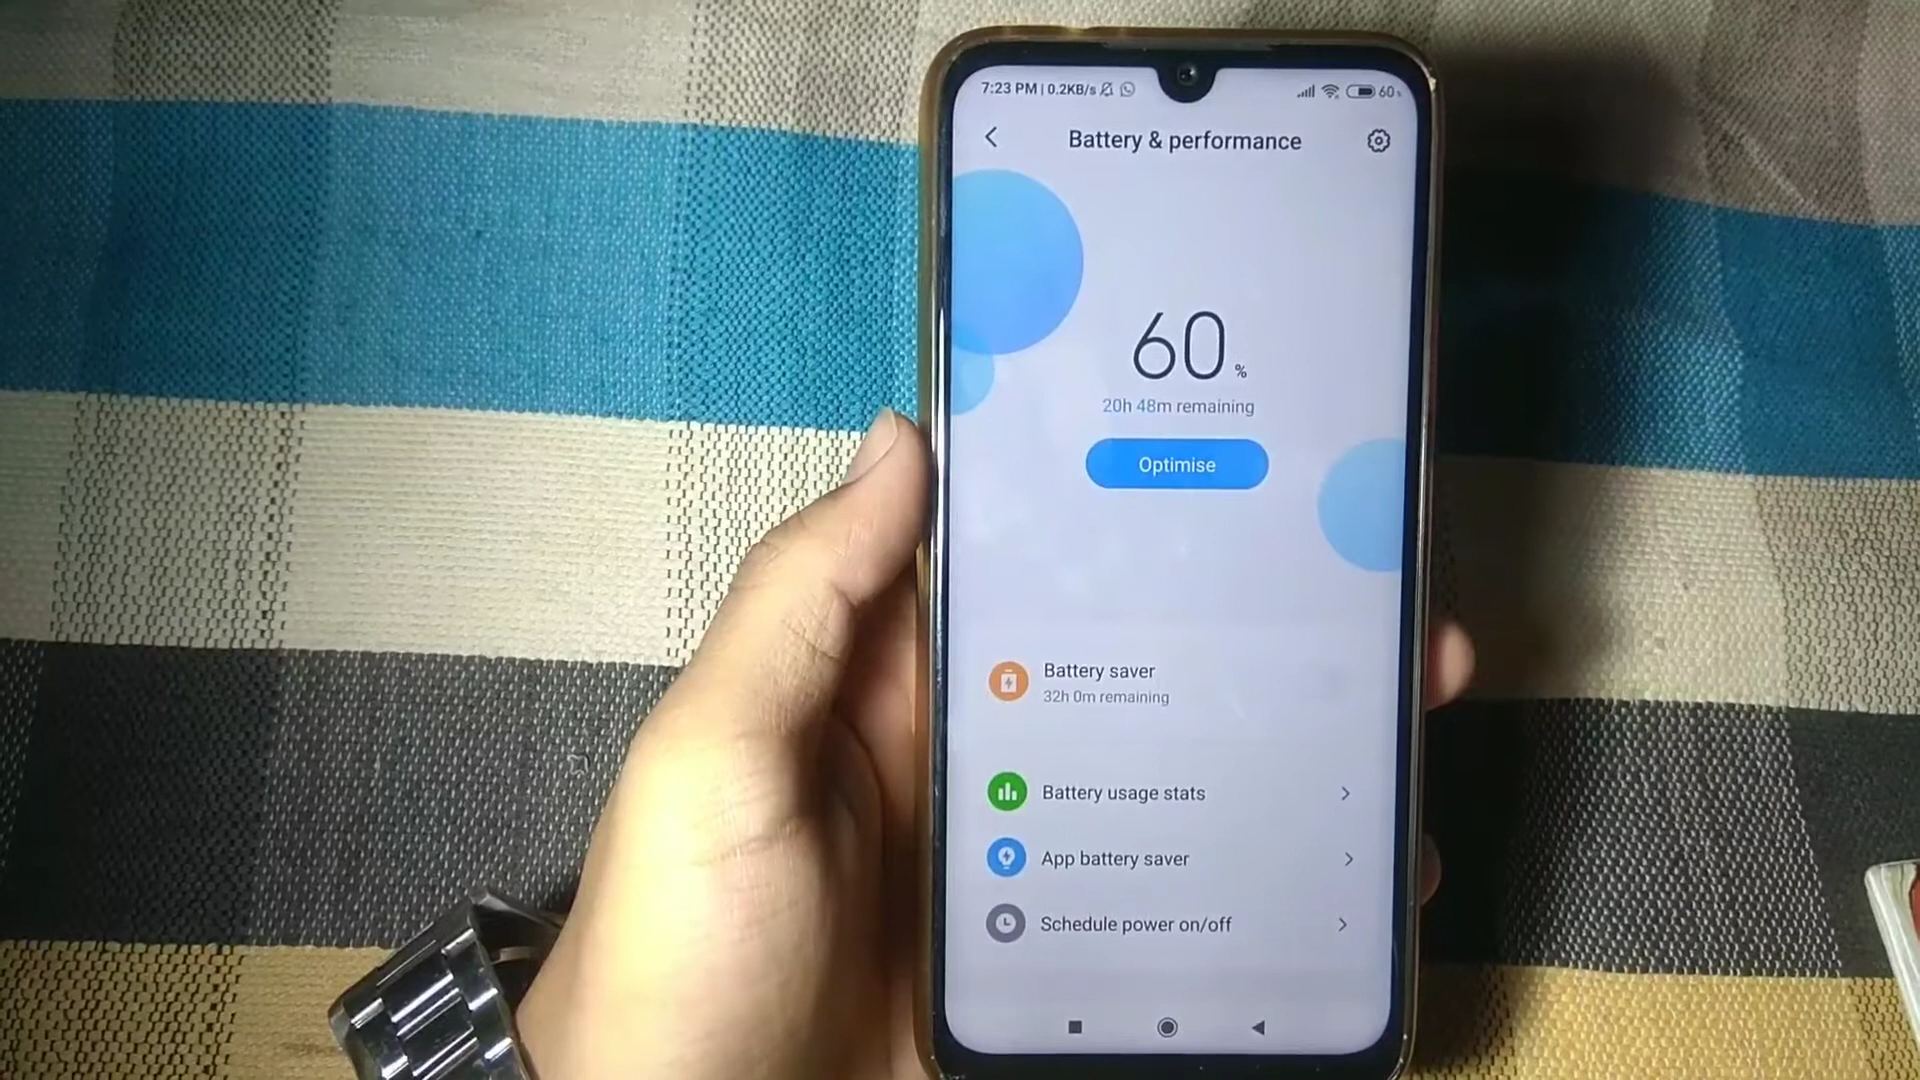 7:23 PM | 0.2KB/s
60
Battery & performance
60%
20h 48m remaining
Optimise
Battery saver
32h 0m remaining
Battery usage stats
App battery saver
Schedule power on/off